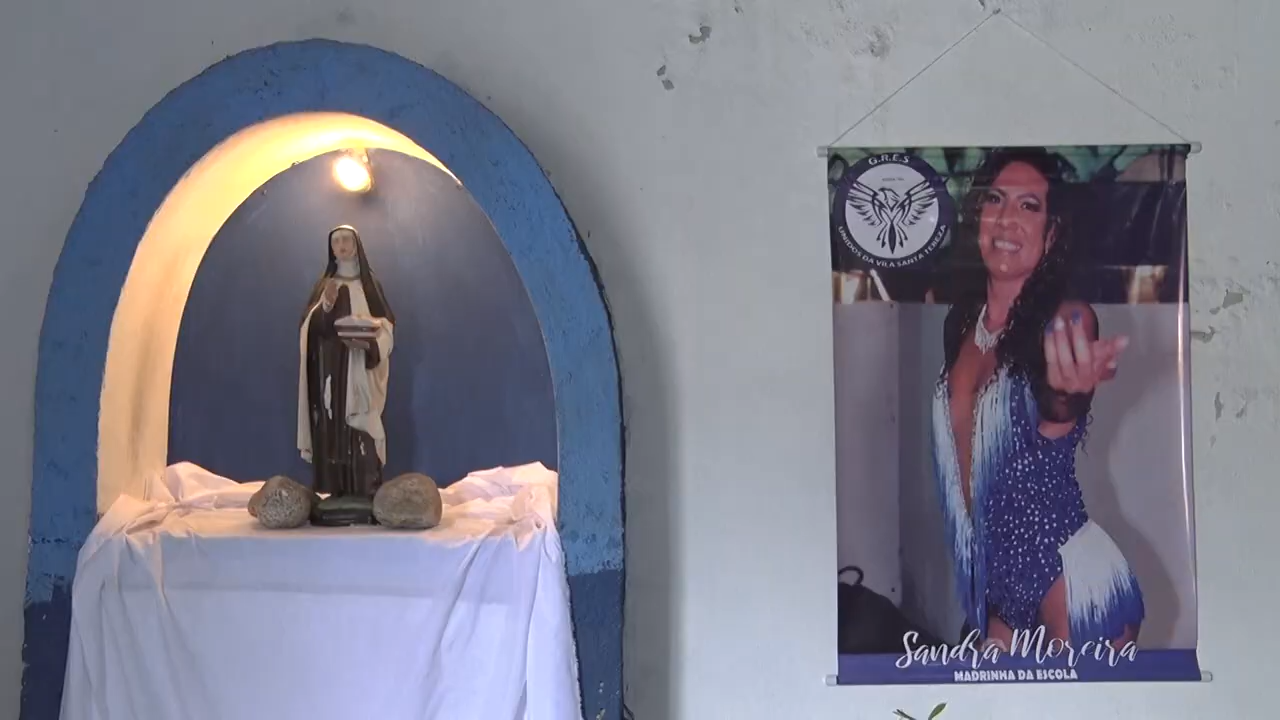 G.R.E.S
UNIDOS DA VILA SANTA TEREZA
Sandra Moreira
MADRINHA DA ESCOLA